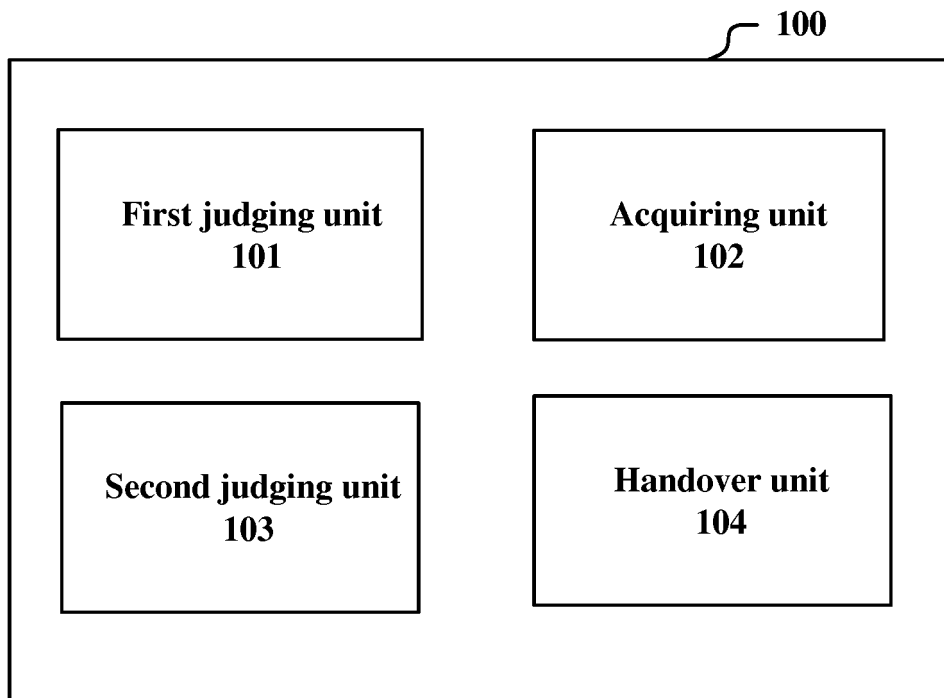 100
First judging unit
101
Acquiring unit
102
Second judging unit
103
Handover unit
104